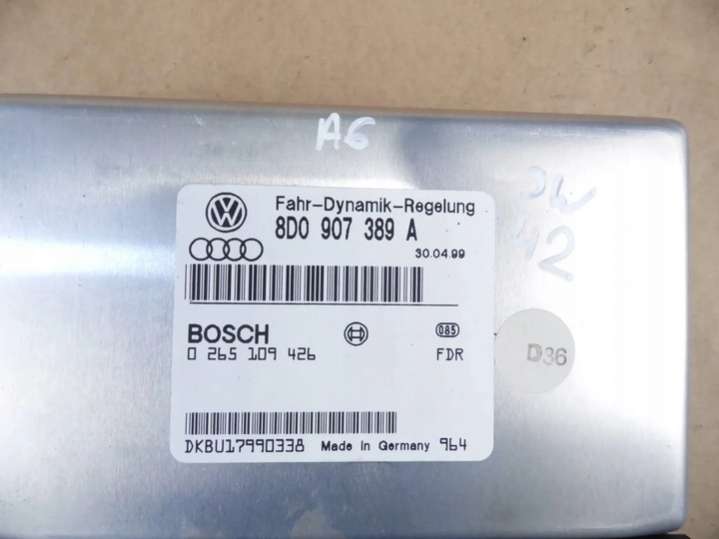 A6
Fahr-Dynamik-Regelung
8D0 907 389 A
30.04.99
BOSCH
0 265 109 426
085
FDR
D36
DKBU17990338 Made in Germany 964
42